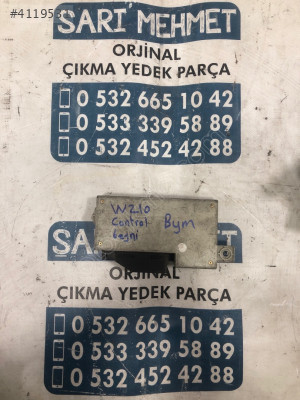 #41195
SARI MEHMET
ORJİNAL
ÇIKMA YEDEK PARÇA
0 532 665 10 42
0 533 339 58 89
0 532 452 42 88
W210
Control
beyni
Bym
SARI MEHMET
ORJİNAL
ÇIKMA YEDEK PARÇA
0 532 665 10 42
0 533 339 58 89
0 532 452 42 88